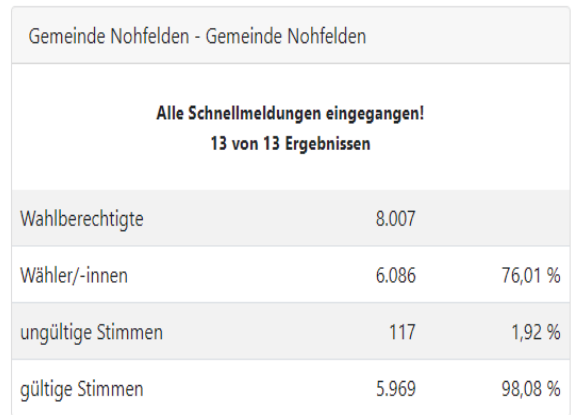 Gemeinde Nohfelden - Gemeinde Nohfelden
Alle Schnellmeldungen eingegangen!
13 von 13 Ergebnissen
Wahlberechtigte 8.007
Wähler/-innen 6.086 76,01 %
ungültige Stimmen 117 1,92 %
gültige Stimmen 5.969 98,08 %